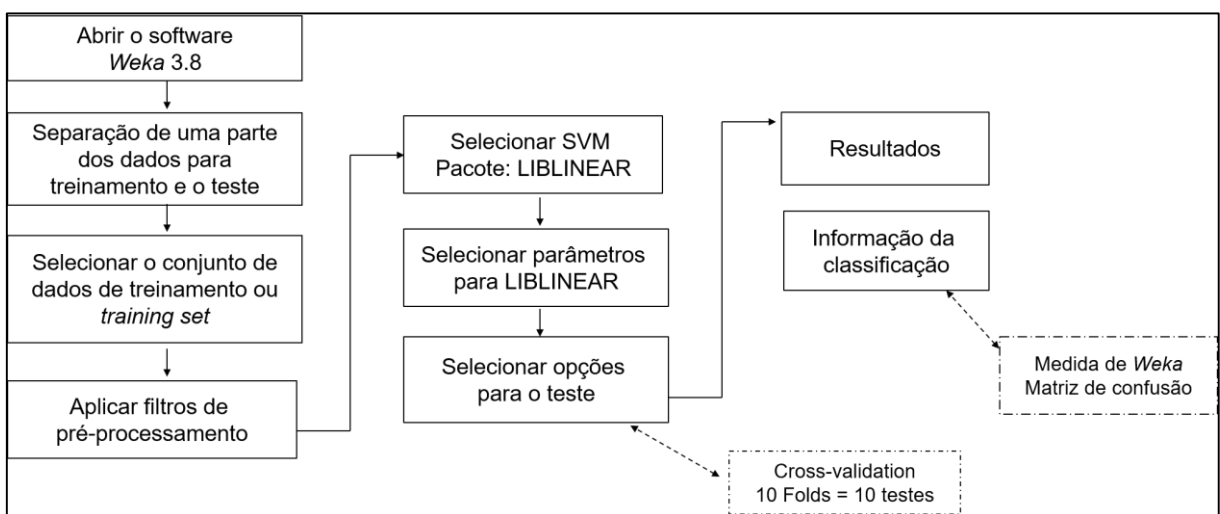 Abrir o software
Weka 3.8
Separação de uma parte
dos dados para
treinamento e o teste
Selecionar o conjunto de
dados de treinamento ou
training set
Aplicar filtros de
pré-processamento
Selecionar SVM
Pacote: LIBLINEAR
Selecionar parâmetros
para LIBLINEAR
Selecionar opções
para o teste
Cross-validation
10 Folds = 10 testes
Resultados
Informação da
classificação
Medida de Weka
Matriz de confusão